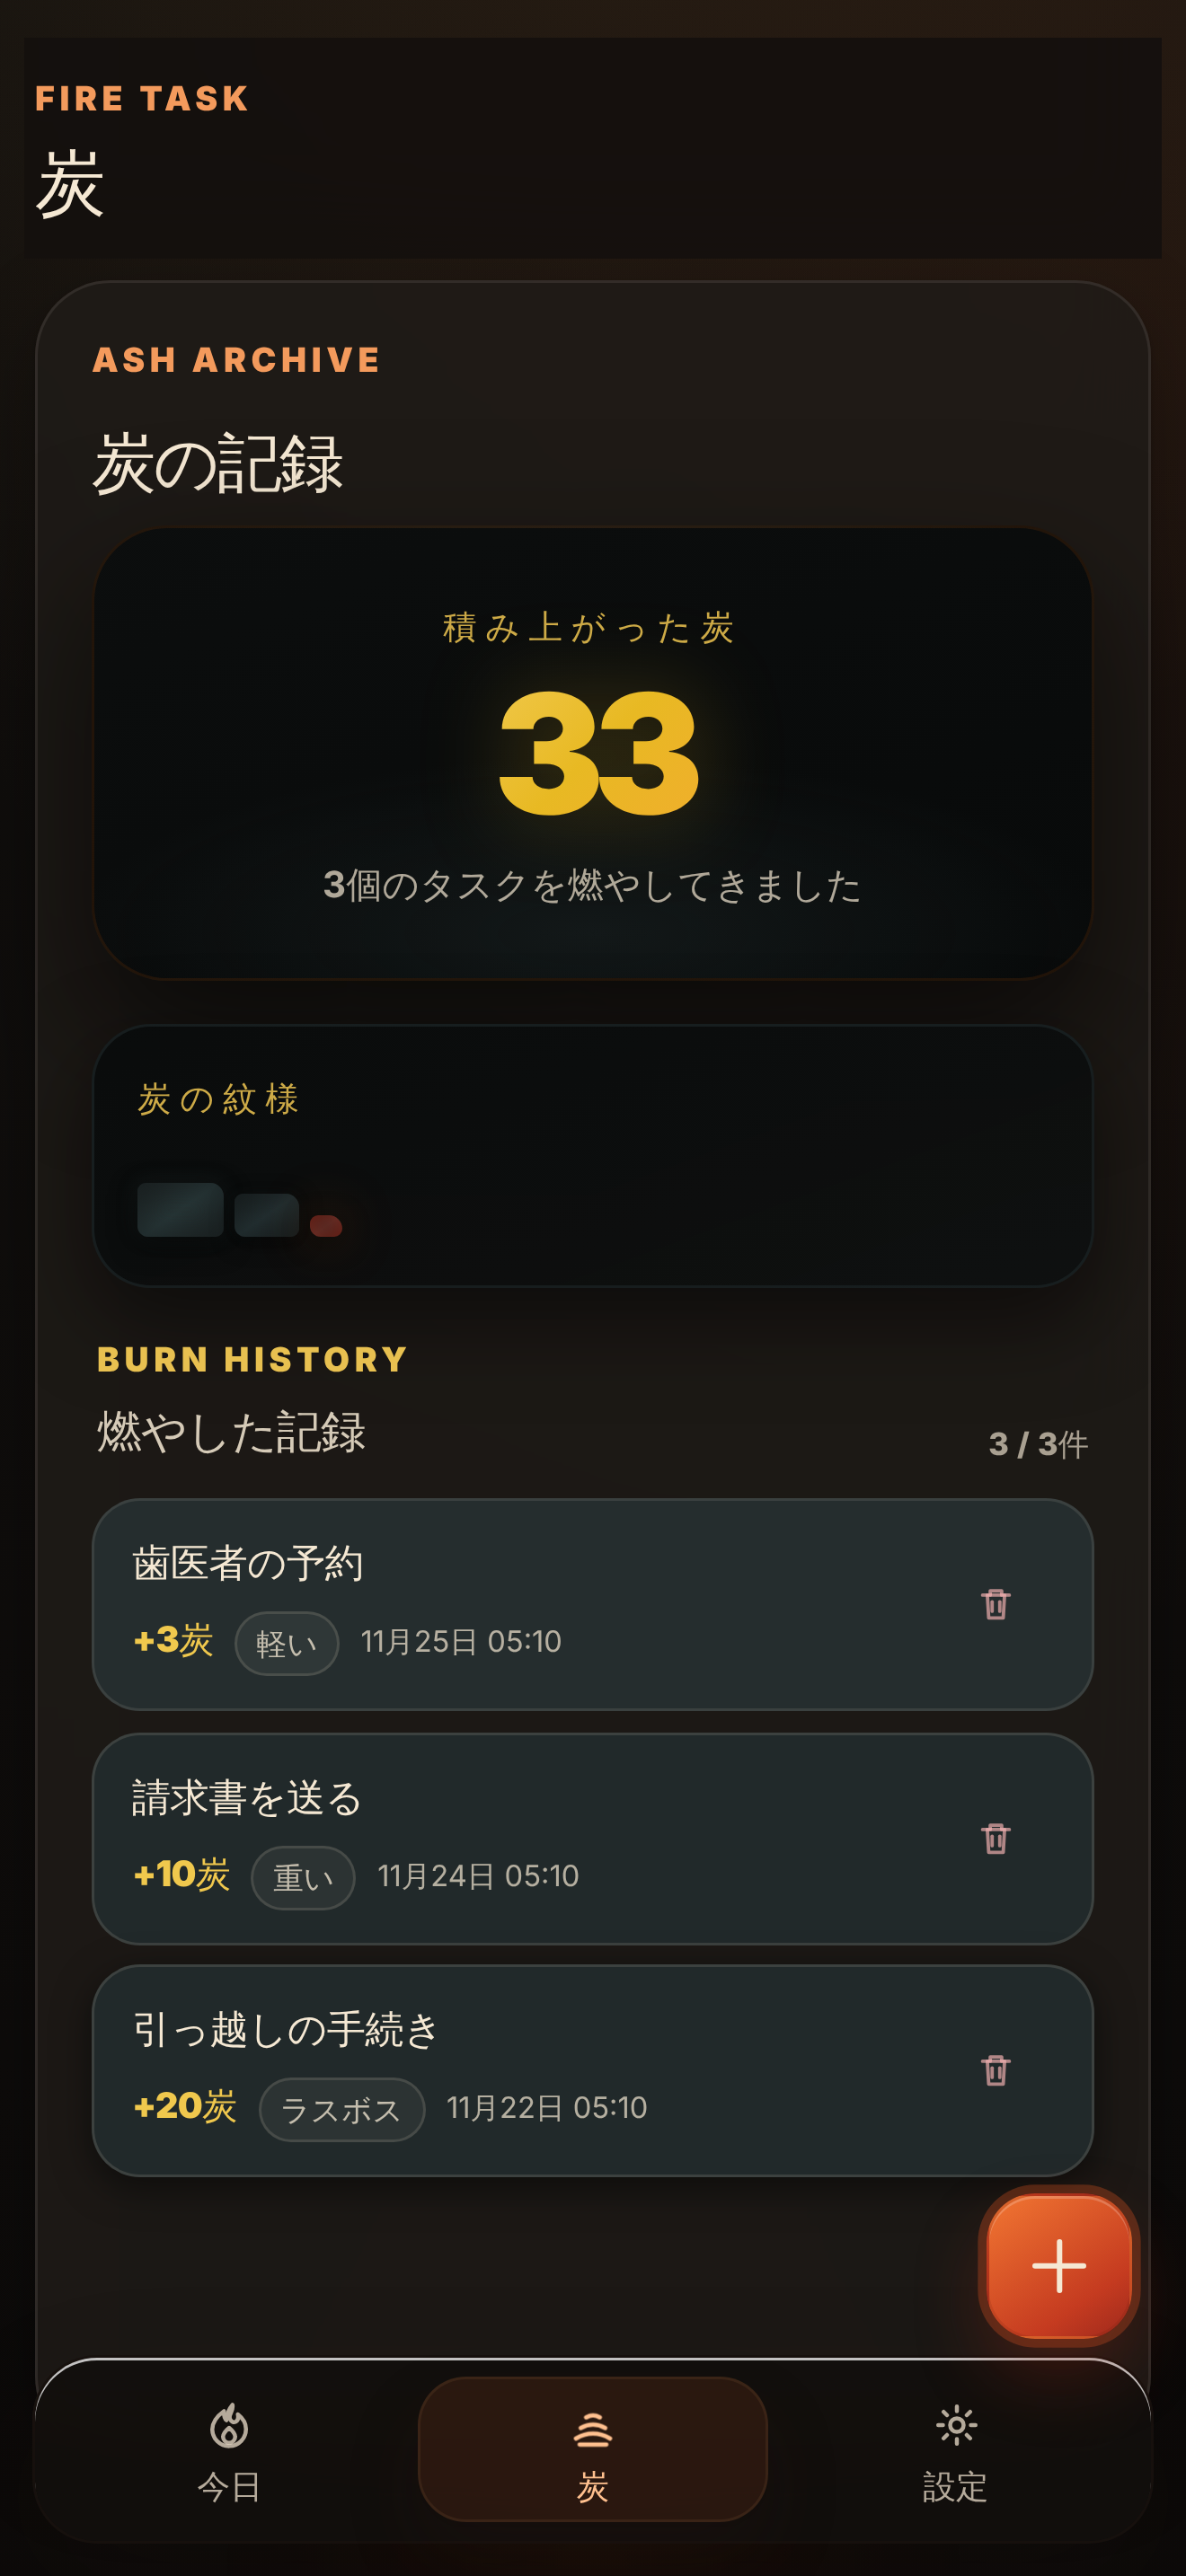 FIRE TASK
炭
ASH ARCHIVE
炭の記録
積み上がった炭
33
3個のタスクを燃やしてきました
炭の紋様
BURN HISTORY
燃やした記録
3 / 3件
歯医者の予約
+3炭 軽い 11月25日 05:10
請求書を送る
+10炭 重い 11月24日 05:10
引っ越しの手続き
+20炭 ラスボス 11月22日 05:10
今日 炭 設定